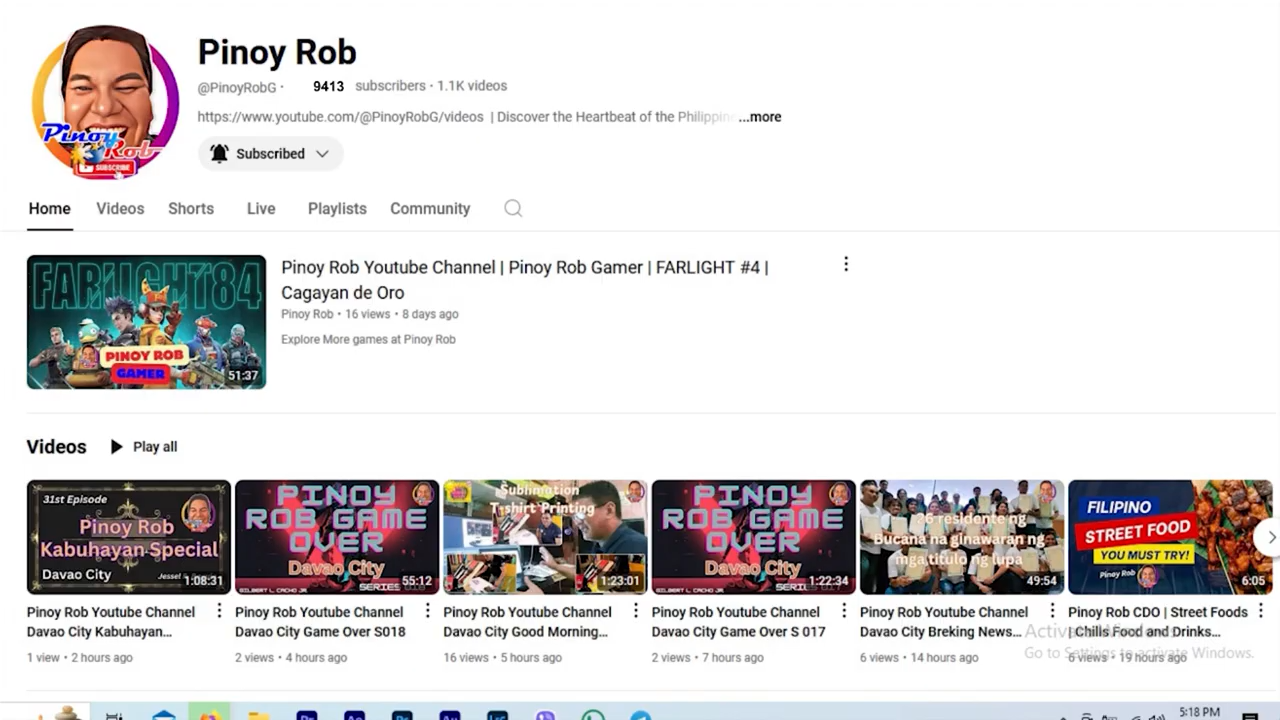 Pinoy Rob
@PinoyRobG · 9413 subscribers · 1.1K videos
https://www.youtube.com/@PinoyRobG/videos | Discover the Heartbeat of the Philippin ...more
Pinoy
Rob
SUBSCRIBE
Subscribed
Home Videos Shorts Live Playlists Community
FARLIGHT84
PINOY ROB
GAMER
51:37
Pinoy Rob Youtube Channel | Pinoy Rob Gamer | FARLIGHT #4 |
Cagayan de Oro
Pinoy Rob · 16 views · 8 days ago
Explore More games at Pinoy Rob
Videos Play all
31st Episode
Pinoy Rob
Kabuhayan Special
Davao City
Jessel
1:08:31
PINOY
ROB GAME
OVER
Davao City
GILBERT L. CACHO JR.
55:12
Sublimation
T-shirt Printing
1:23:01
PINOY
ROB GAME
OVER
Davao City
GILBERT L. CACHO JR.
1:22:34
26 residente ng
Bucana na ginawaran ng
mga titulo ng lupa
49:54
FILIPINO
STREET FOOD
YOU MUST TRY!
Pinoy Rob
6:05
Pinoy Rob Youtube Channel
Davao City Kabuhayan...
1 view · 2 hours ago
Pinoy Rob Youtube Channel
Davao City Game Over S018
2 views · 4 hours ago
Pinoy Rob Youtube Channel
Davao City Good Morning...
16 views · 5 hours ago
Pinoy Rob Youtube Channel
Davao City Game Over S 017
2 views · 7 hours ago
Pinoy Rob Youtube Channel
Davao City Breking News...
6 views · 14 hours ago
Pinoy Rob CDO | Street Foods
| Chills Food and Drinks...
6 views · 19 hours ago
Activate Windows
Go to Settings to activate Windows.
5:18 PM